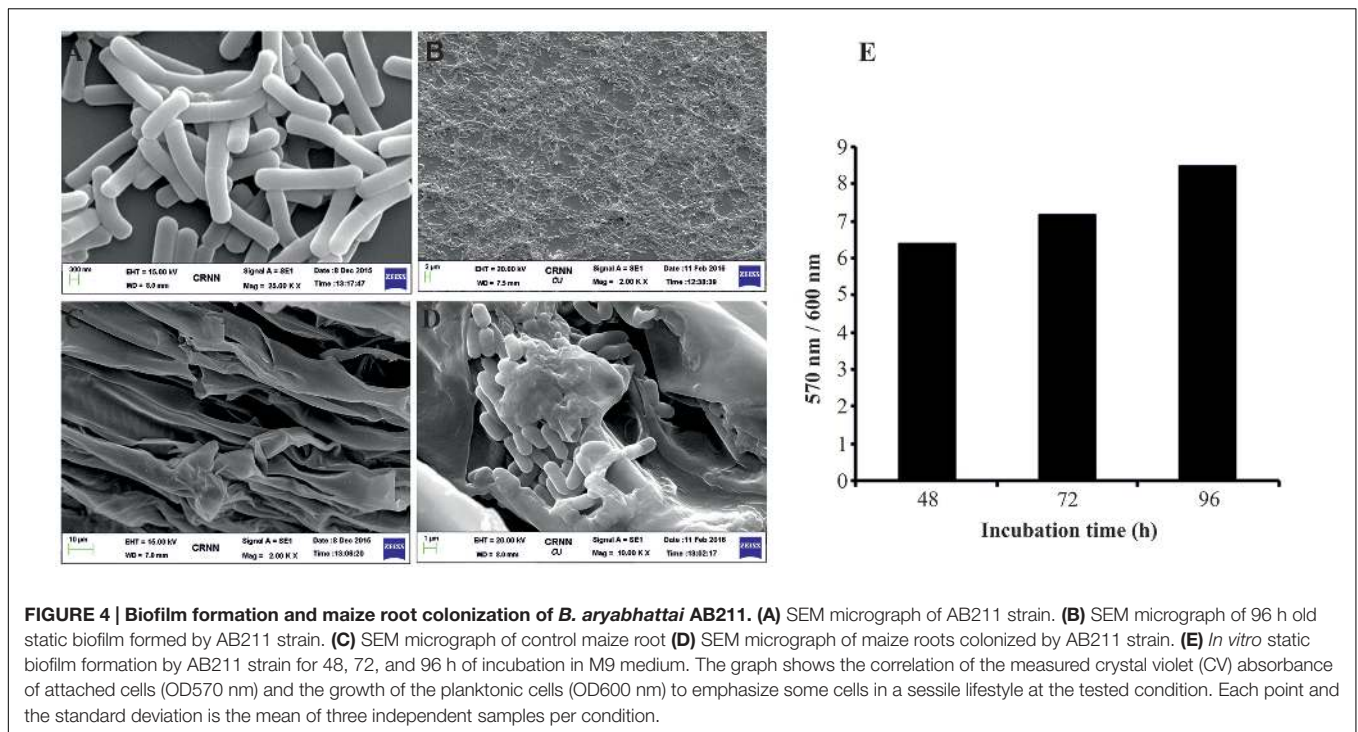 A
300 nm
EHT = 15.00 kV
WD = 6.0 mm
CRNN
Signal A = SE1
Mag = 25.00 K X
Date :8 Dec 2015
Time :13:17:47
ZEISS
B
EHT = 20.00 kV
WD = 7.5 mm
CRNN
CU
Signal A = SE1
Mag = 2.00 K X
Date :11 Feb 2016
ZEISS
C
10 µm
EHT = 15.00 kV
WD = 7.0 mm
CRNN
Signal A = SE1
Mag = 2.00 K X
Date :8 Dec 2015
ZEISS
D
1 µm
EHT = 20.00 kV
WD = 8.0 mm
CRNN
CU
Signal A = SE1
Mag = 10.00 K X
Date :11 Feb 2016
ZEISS
E
570 nm / 600 nm
9
8
7
6
5
4
3
2
1
0
48 72 96
Incubation time (h)
FIGURE 4 | Biofilm formation and maize root colonization of B. aryabhattai AB211. (A) SEM micrograph of AB211 strain. (B) SEM micrograph of 96 h old
static biofilm formed by AB211 strain. (C) SEM micrograph of control maize root (D) SEM micrograph of maize roots colonized by AB211 strain. (E) In vitro static
biofilm formation by AB211 strain for 48, 72, and 96 h of incubation in M9 medium. The graph shows the correlation of the measured crystal violet (CV) absorbance
of attached cells (OD570 nm) and the growth of the planktonic cells (OD600 nm) to emphasize some cells in a sessile lifestyle at the tested condition. Each point and
the standard deviation is the mean of three independent samples per condition.